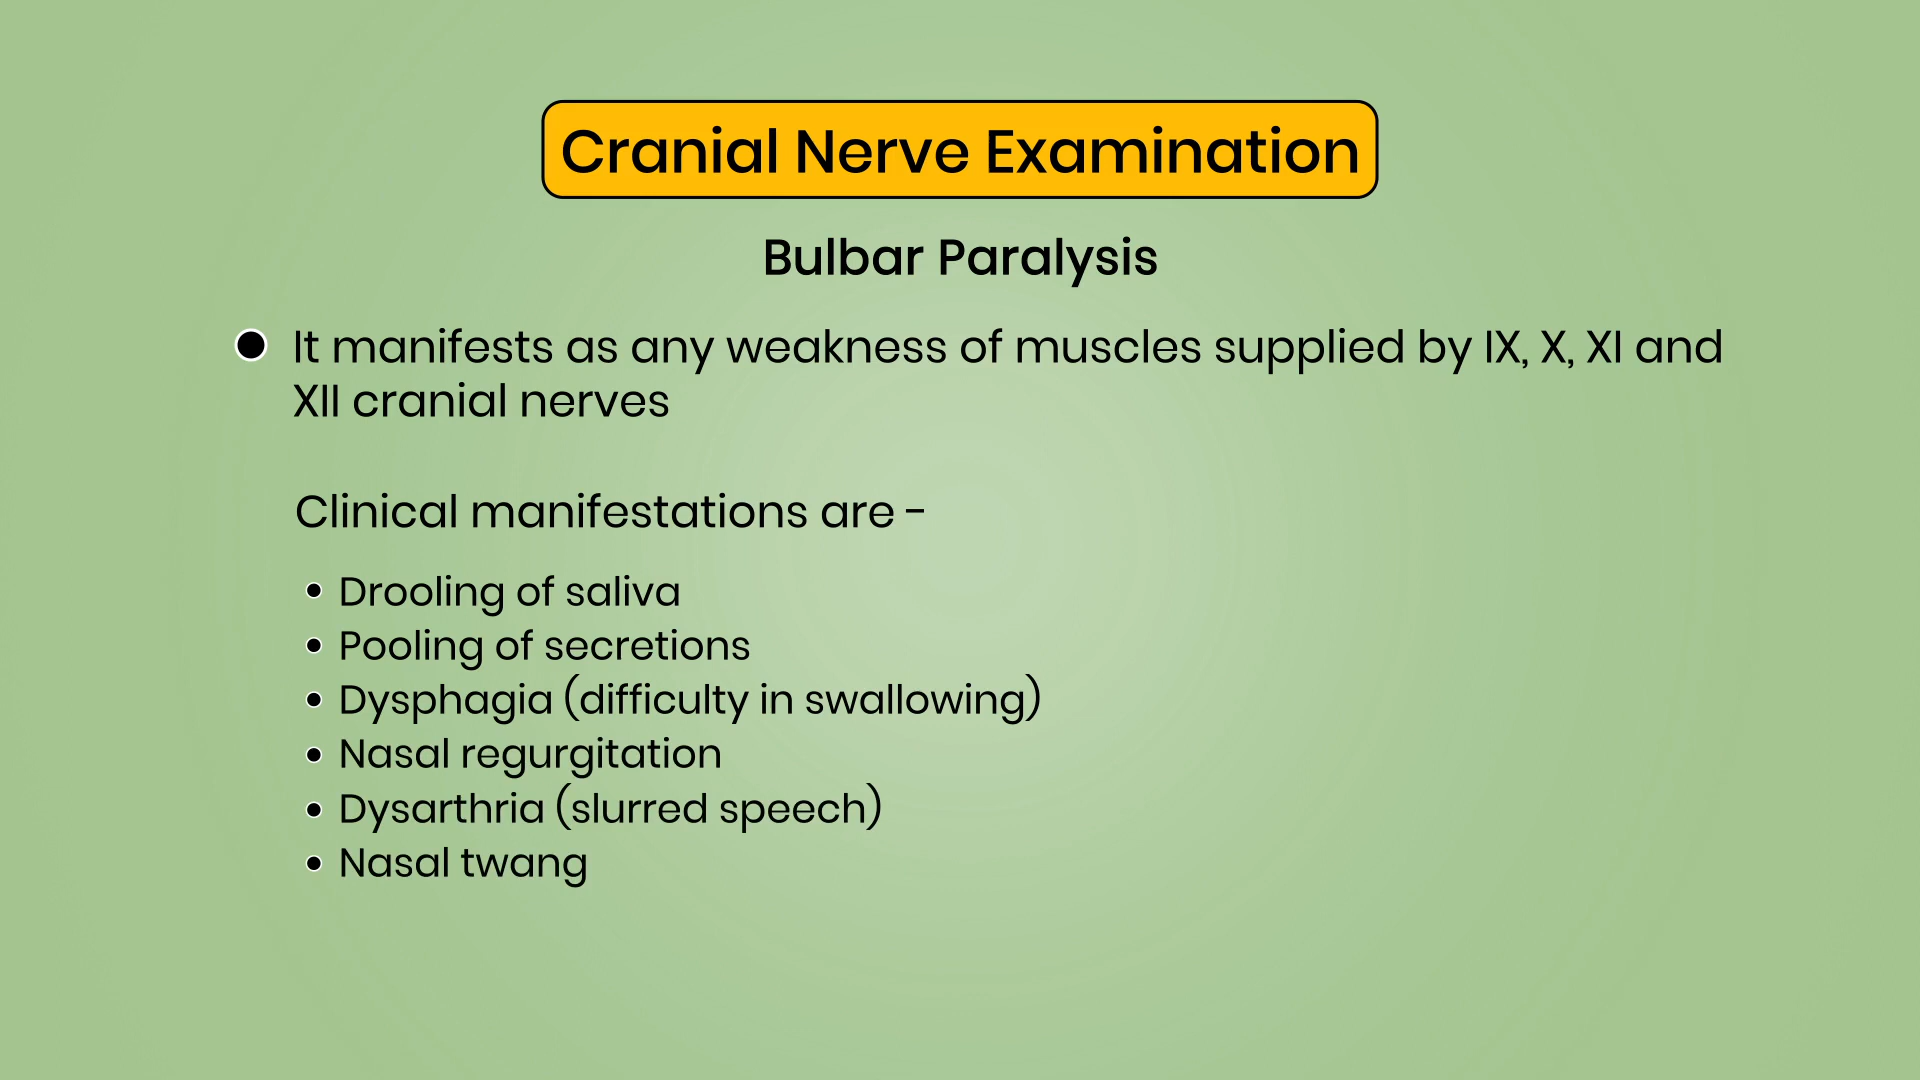 Cranial Nerve Examination
Bulbar Paralysis
● It manifests as any weakness of muscles supplied by IX, X, XI and
XII cranial nerves
Clinical manifestations are -
• Drooling of saliva
• Pooling of secretions
• Dysphagia (difficulty in swallowing)
• Nasal regurgitation
• Dysarthria (slurred speech)
• Nasal twang